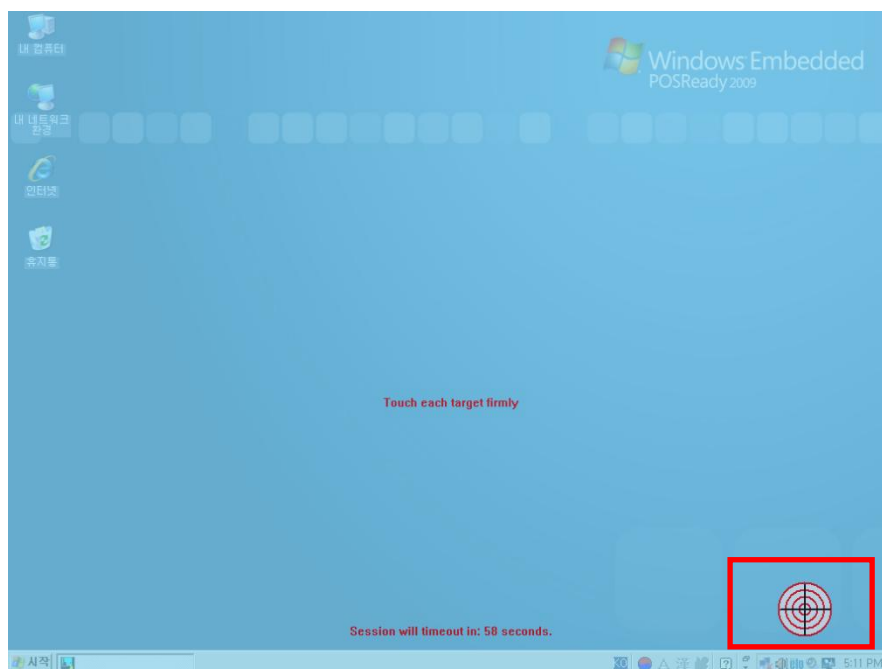 내 컴퓨터
Windows Embedded
POSReady 2009
내 네트워크
환경
인터넷
휴지통
Touch each target firmly
Session will timeout in: 58 seconds.
시작
A 漢
5:11 PM